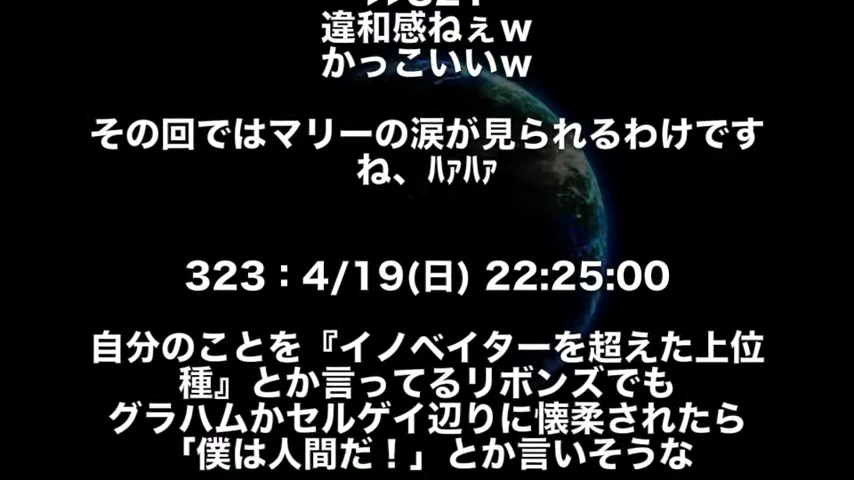 違和感ねぇｗ
かっこいいｗ
その回ではマリーの涙が見られるわけです
ね、ﾊｧﾊｧ
323：4/19(日) 22:25:00
自分のことを『イノベイターを超えた上位
種』とか言ってるリボンズでも
グラハムかセルゲイ辺りに懐柔されたら
「僕は人間だ！」とか言いそうな